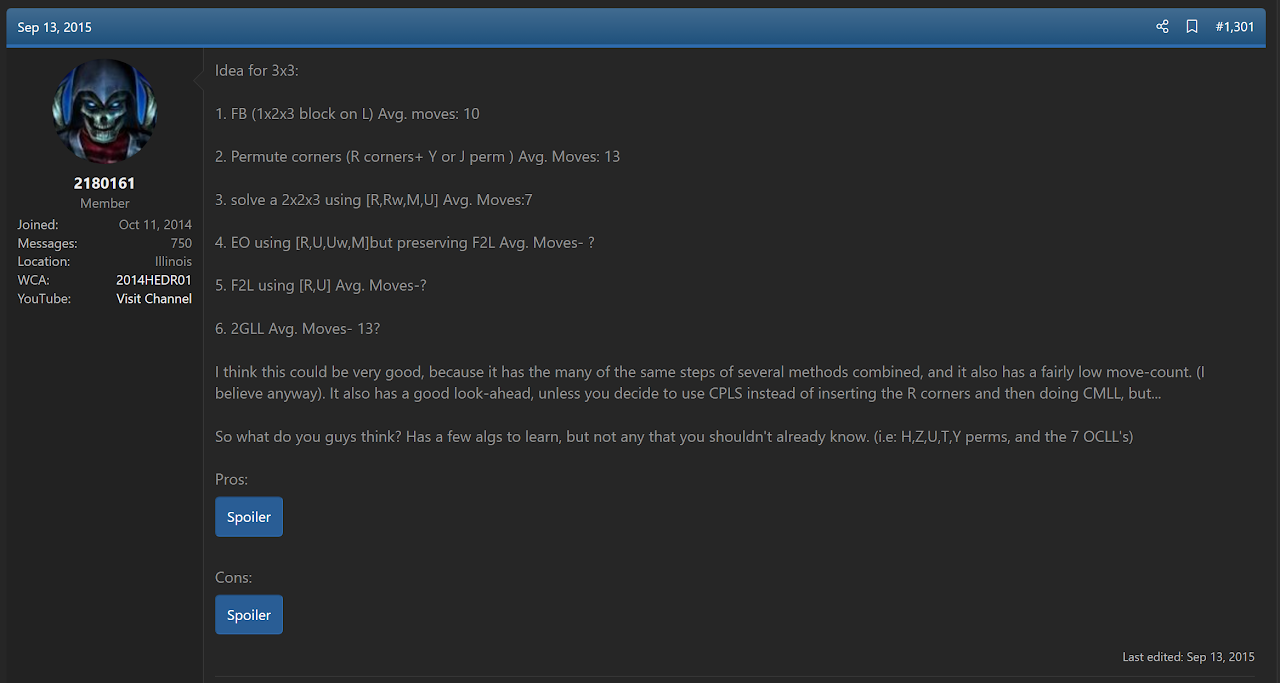 Sep 13, 2015
#1,301
2180161
Member
Joined: Oct 11, 2014
Messages: 750
Location: Illinois
WCA: 2014HEDR01
YouTube: Visit Channel
Idea for 3x3:
1. FB (1x2x3 block on L) Avg. moves: 10
2. Permute corners (R corners+ Y or J perm ) Avg. Moves: 13
3. solve a 2x2x3 using [R,Rw,M,U] Avg. Moves:7
4. EO using [R,U,Uw,M]but preserving F2L Avg. Moves- ?
5. F2L using [R,U] Avg. Moves-?
6. 2GLL Avg. Moves- 13?
I think this could be very good, because it has the many of the same steps of several methods combined, and it also has a fairly low move-count. (I
believe anyway). It also has a good look-ahead, unless you decide to use CPLS instead of inserting the R corners and then doing CMLL, but...
So what do you guys think? Has a few algs to learn, but not any that you shouldn't already know. (i.e: H,Z,U,T,Y perms, and the 7 OCLL's)
Pros:
Spoiler
Cons:
Spoiler
Last edited: Sep 13, 2015